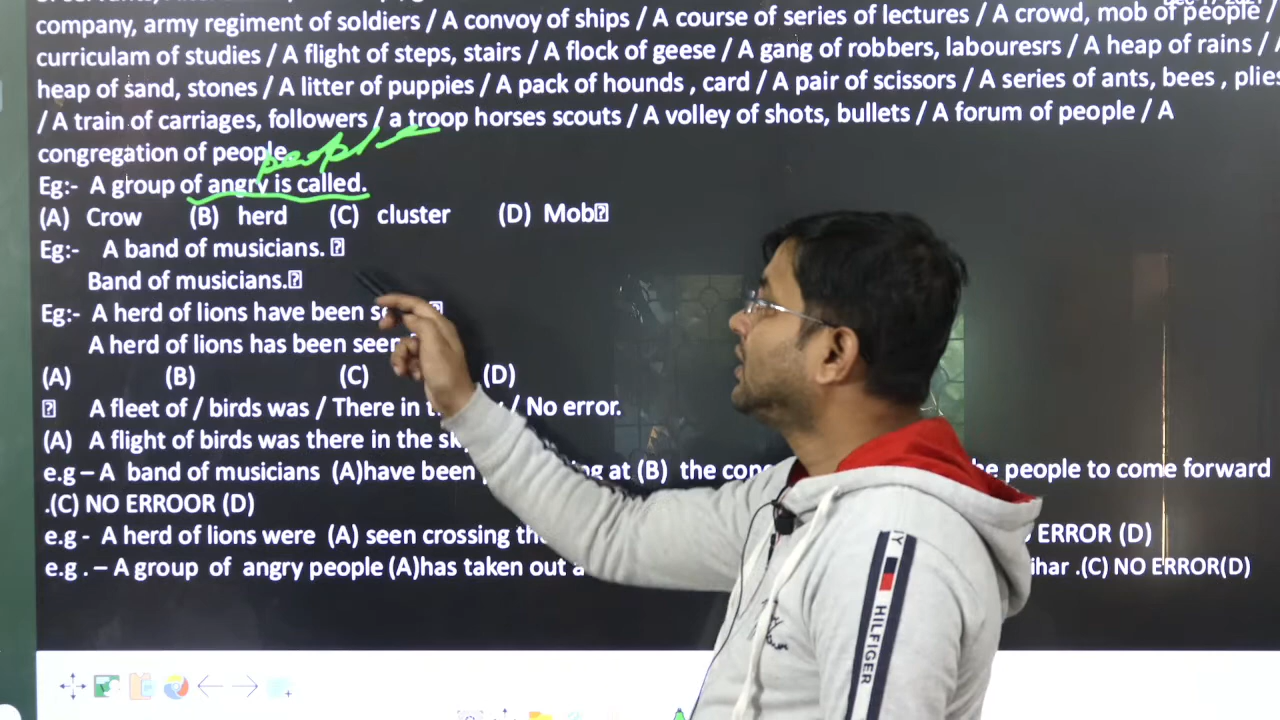 company, army regiment of soldiers / A convoy of ships / A course of series of lectures / A crowd, mob of people /
curriculam of studies / A flight of steps, stairs / A flock of geese / A gang of robbers, labouresrs / A heap of rains /
heap of sand, stones / A litter of puppies / A pack of hounds , card / A pair of scissors / A series of ants, bees , plies
/ A train of carriages, followers / a troop horses scouts / A volley of shots, bullets / A forum of people / A
congregation of people
people
Eg:- A group of angry is called.
(A) Crow (B) herd (C) cluster (D) Mob
Eg:- A band of musicians.
Band of musicians.
Eg:- A herd of lions have been
A herd of lions has been seen
(A) (B) (C) (D)
A fleet of / birds was / There in / No error.
(A) A flight of birds was there in the
e.g – A band of musicians (A)have been at (B) the people to come forward
.(C) NO ERROOR (D)
e.g - A herd of lions were (A) seen crossing ERROR (D)
e.g . – A group of angry people (A)has taken out .(C) NO ERROR(D)
HILFIGER